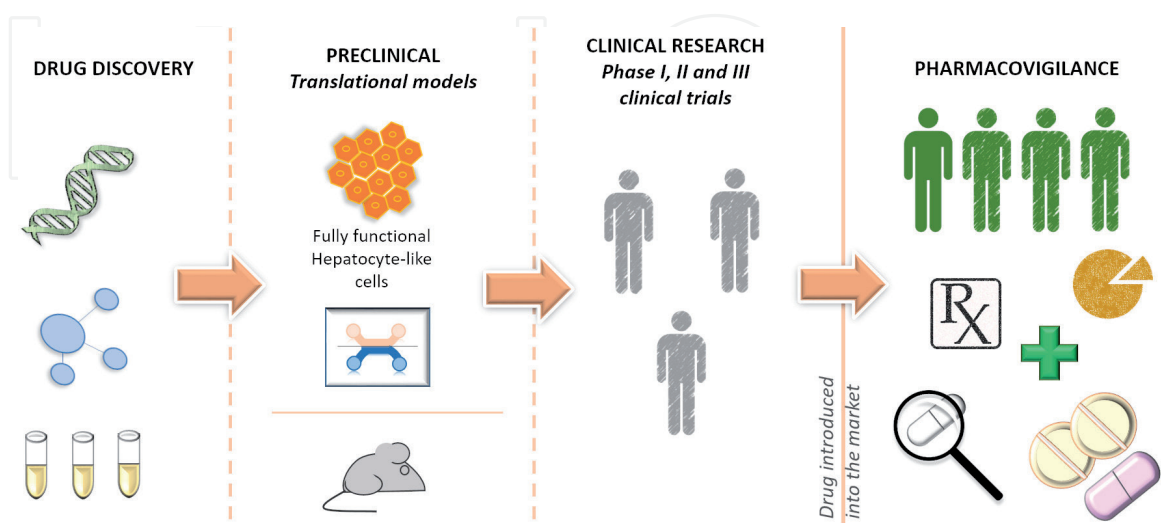 DRUG DISCOVERY
PRECLINICAL
Translational models
Fully functional
Hepatocyte-like
cells
CLINICAL RESEARCH
Phase I, II and III
clinical trials
Drug introduced
into the market
PHARMACOVIGILANCE
Rx